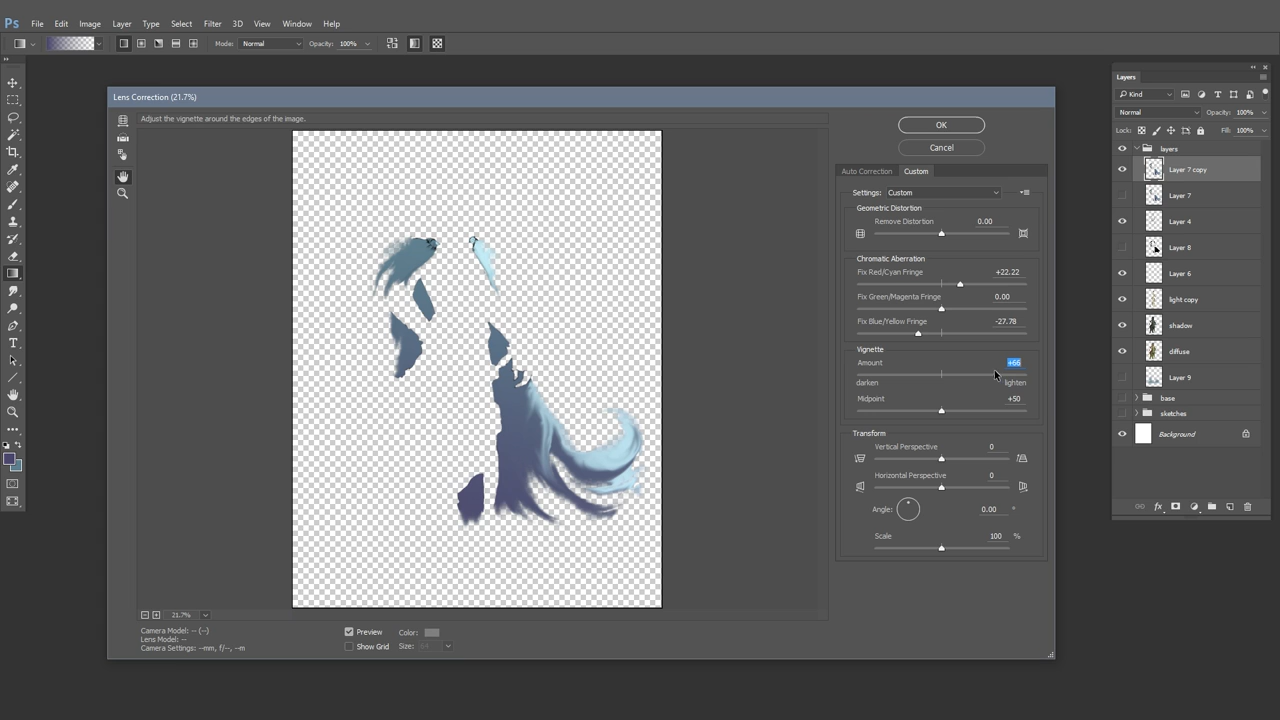 Ps File Edit Image Layer Type Select Filter 3D View Window Help
Mode: Normal Opacity: 100%
Layers
Kind
Normal Opacity: 100%
Lock: Fill: 100%
layers
Layer 7 copy
Layer 7
Layer 4
Layer 8
Layer 6
light copy
shadow
diffuse
Layer 9
base
sketches
Background
fx
Lens Correction (21.7%)
Adjust the vignette around the edges of the image.
OK
Cancel
Auto Correction Custom
Settings: Custom
Geometric Distortion
Remove Distortion 0.00
Chromatic Aberration
Fix Red/Cyan Fringe +22.22
Fix Green/Magenta Fringe 0.00
Fix Blue/Yellow Fringe -27.78
Vignette
Amount +66
darken lighten
Midpoint +50
Transform
Vertical Perspective 0
Horizontal Perspective 0
Angle: 0.00 °
Scale 100 %
21.7%
Camera Model: -- (--)
Lens Model: --
Camera Settings: --mm, f/--, --m
Preview Color:
Show Grid Size: